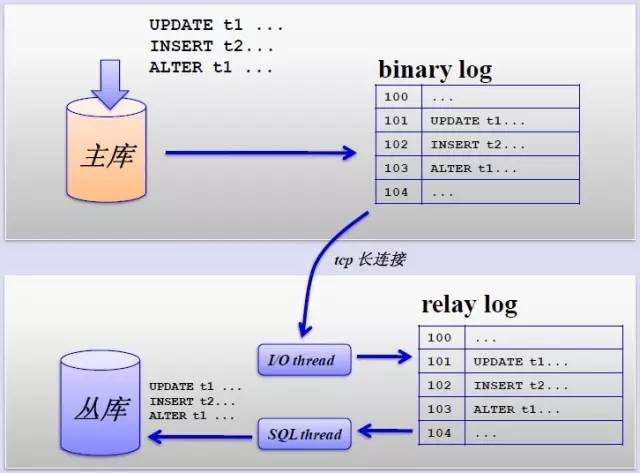 UPDATE t1 ...
INSERT t2...
ALTER t1 ...
binary log
100 ...
101 UPDATE t1...
102 INSERT t2...
103 ALTER t1...
104 ...
主库
tcp 长连接
relay log
100 ...
101 UPDATE t1...
102 INSERT t2...
103 ALTER t1...
104 ...
I/O thread
从库
UPDATE t1 ...
INSERT t2...
ALTER t1 ...
SQL thread